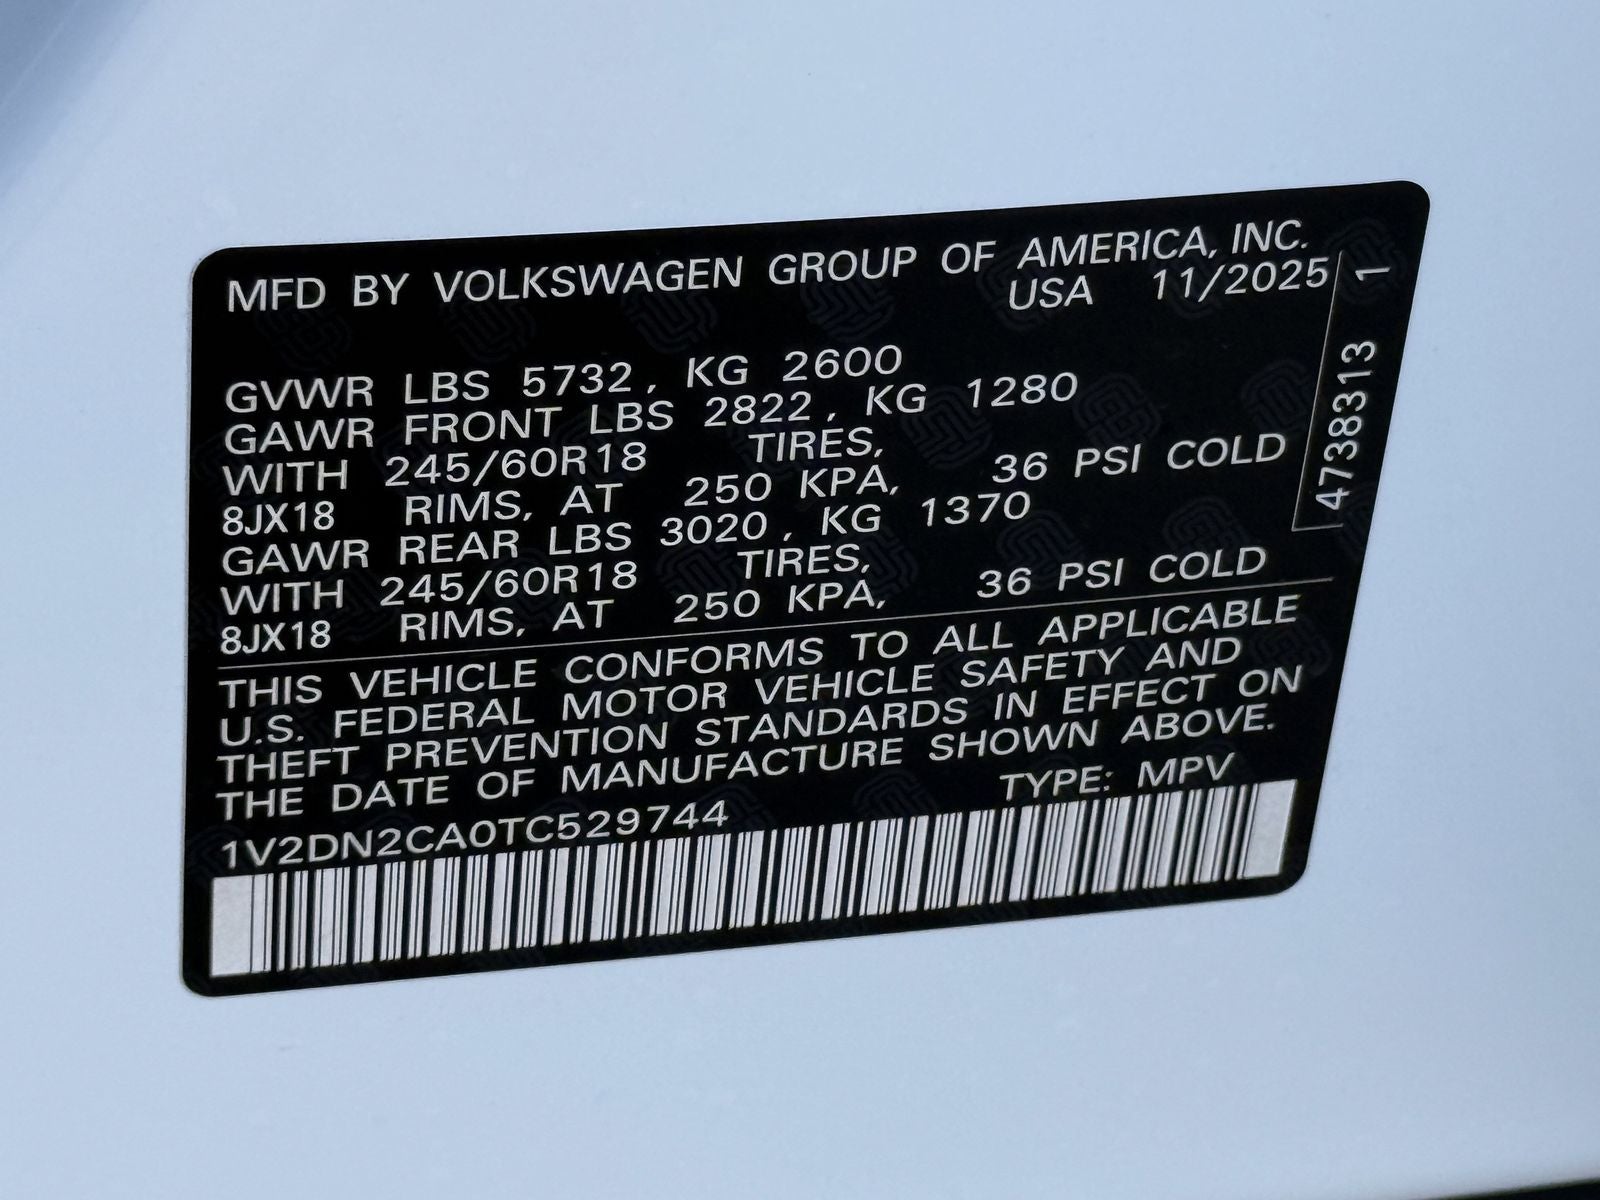 MFD BY VOLKSWAGEN GROUP OF AMERICA, INC.
USA 11/2025
GVWR LBS 5732, KG 2600
GAWR FRONT LBS 2822, KG 1280
WITH 245/60R18 TIRES,
8JX18 RIMS, AT 250 KPA, 36 PSI COLD
GAWR REAR LBS 3020, KG 1370
WITH 245/60R18 TIRES,
8JX18 RIMS, AT 250 KPA, 36 PSI COLD
THIS VEHICLE CONFORMS TO ALL APPLICABLE
U.S. FEDERAL MOTOR VEHICLE SAFETY AND
THEFT PREVENTION STANDARDS IN EFFECT ON
THE DATE OF MANUFACTURE SHOWN ABOVE.
1V2DN2CA0TC529744 TYPE: MPV
4738313 1